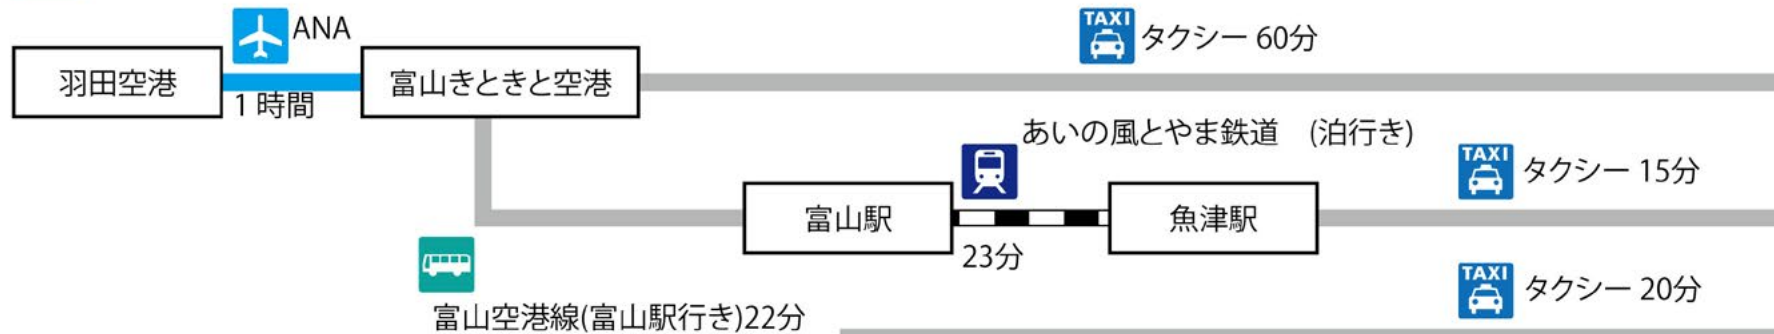 ANA
TAXI
タクシー 60分
羽田空港
富山きときと空港
1時間
あいの風とやま鉄道　(泊行き)
TAXI
タクシー 15分
富山駅
魚津駅
23分
TAXI
タクシー 20分
富山空港線(富山駅行き)22分